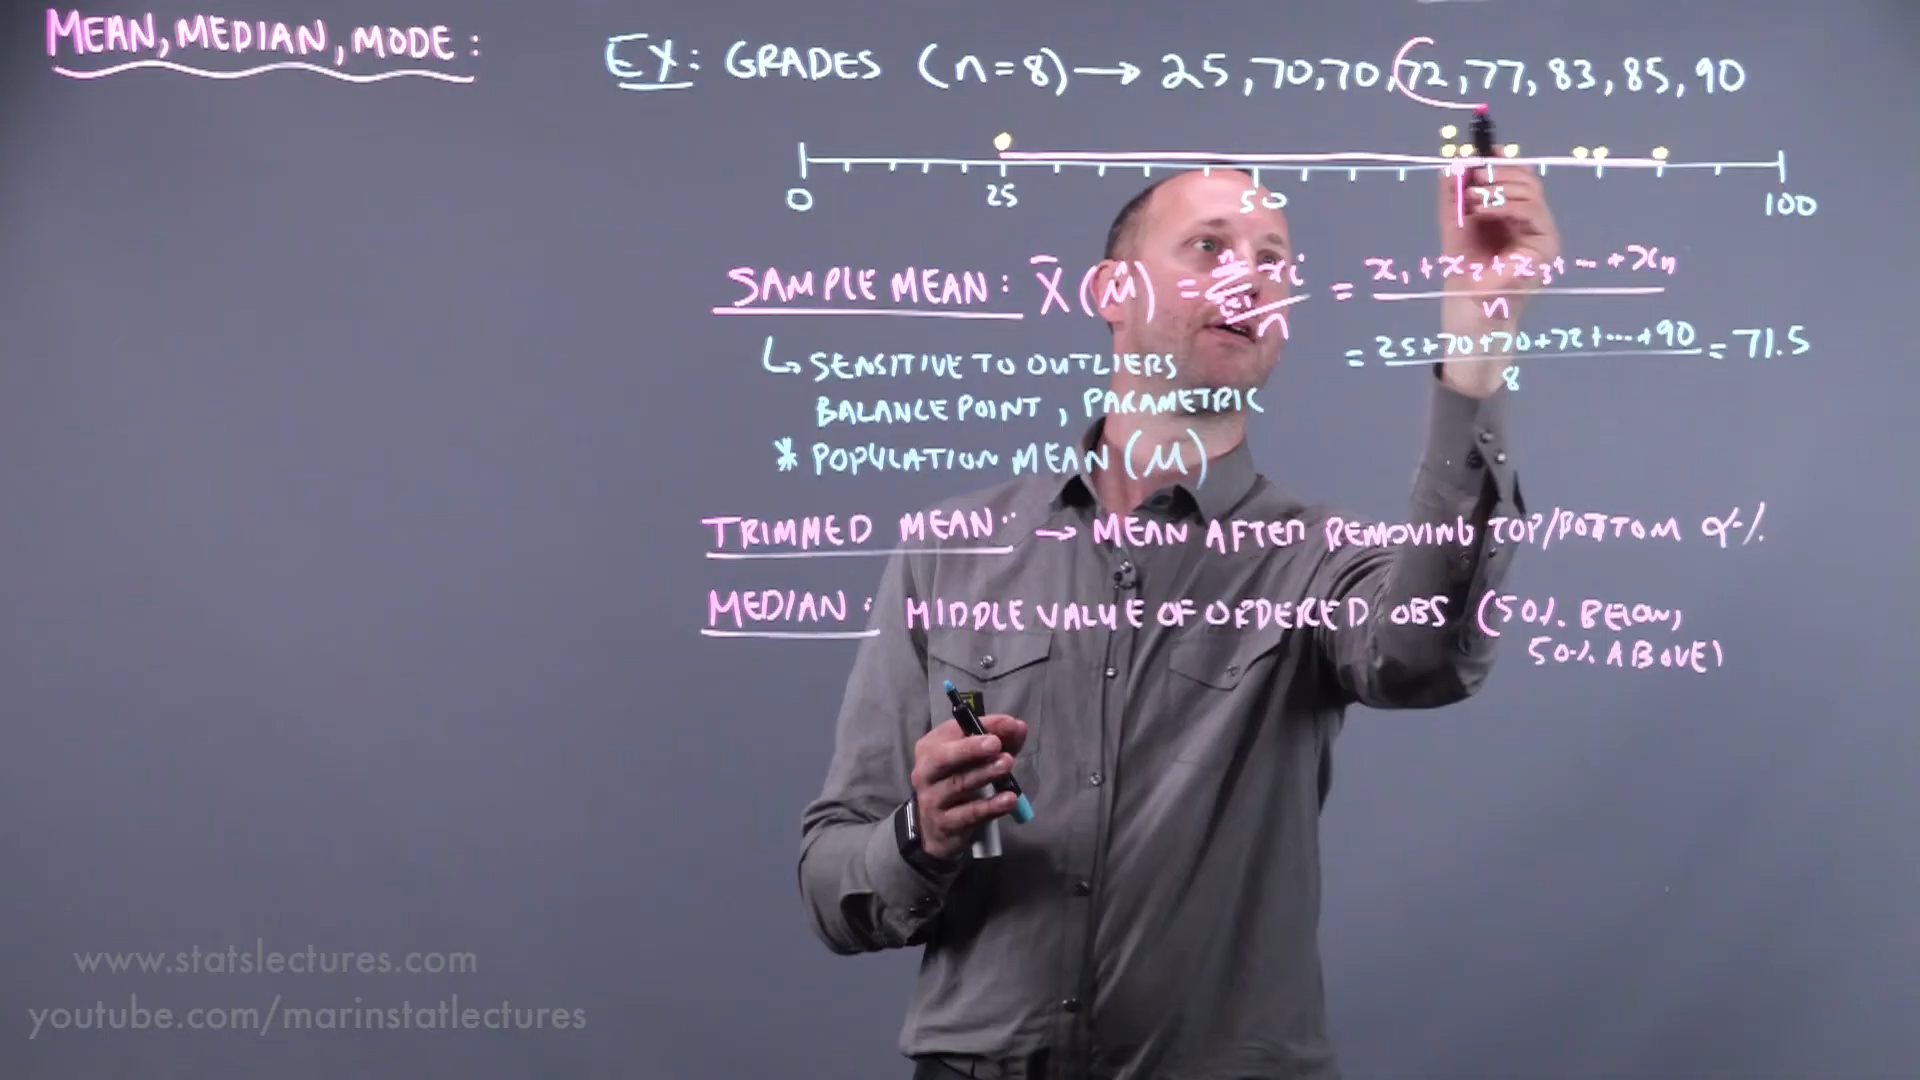 MEAN, MEDIAN, MODE:
EX: GRADES (n=8) → 25, 70, 70, 72, 77, 83, 85, 90
0 25 50 75 100
SAMPLE MEAN: X̄ (μ̂) = Σᵢ₌₁ⁿ xi / n = x₁+x₂+x₃+...+xn / n
↳ SENSITIVE TO OUTLIERS = 25+70+70+72+...+90 / 8 = 71.5
BALANCE POINT, PARAMETRIC
* POPULATION MEAN (μ)
TRIMMED MEAN: → MEAN AFTER REMOVING TOP/BOTTOM α%
MEDIAN: MIDDLE VALUE OF ORDERED OBS (50% BELOW,
50% ABOVE)
www.statslectures.com
youtube.com/marinstatlectures